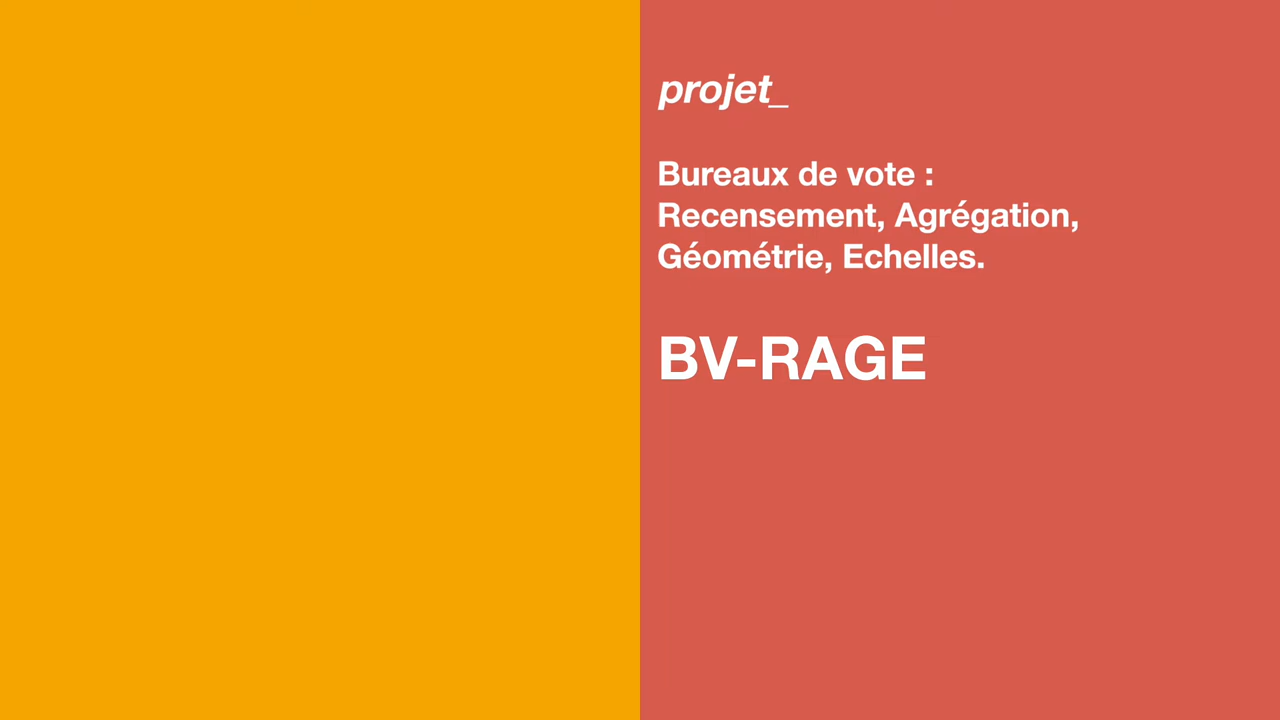 projet_
Bureaux de vote :
Recensement, Agrégation,
Géométrie, Echelles.
BV-RAGE